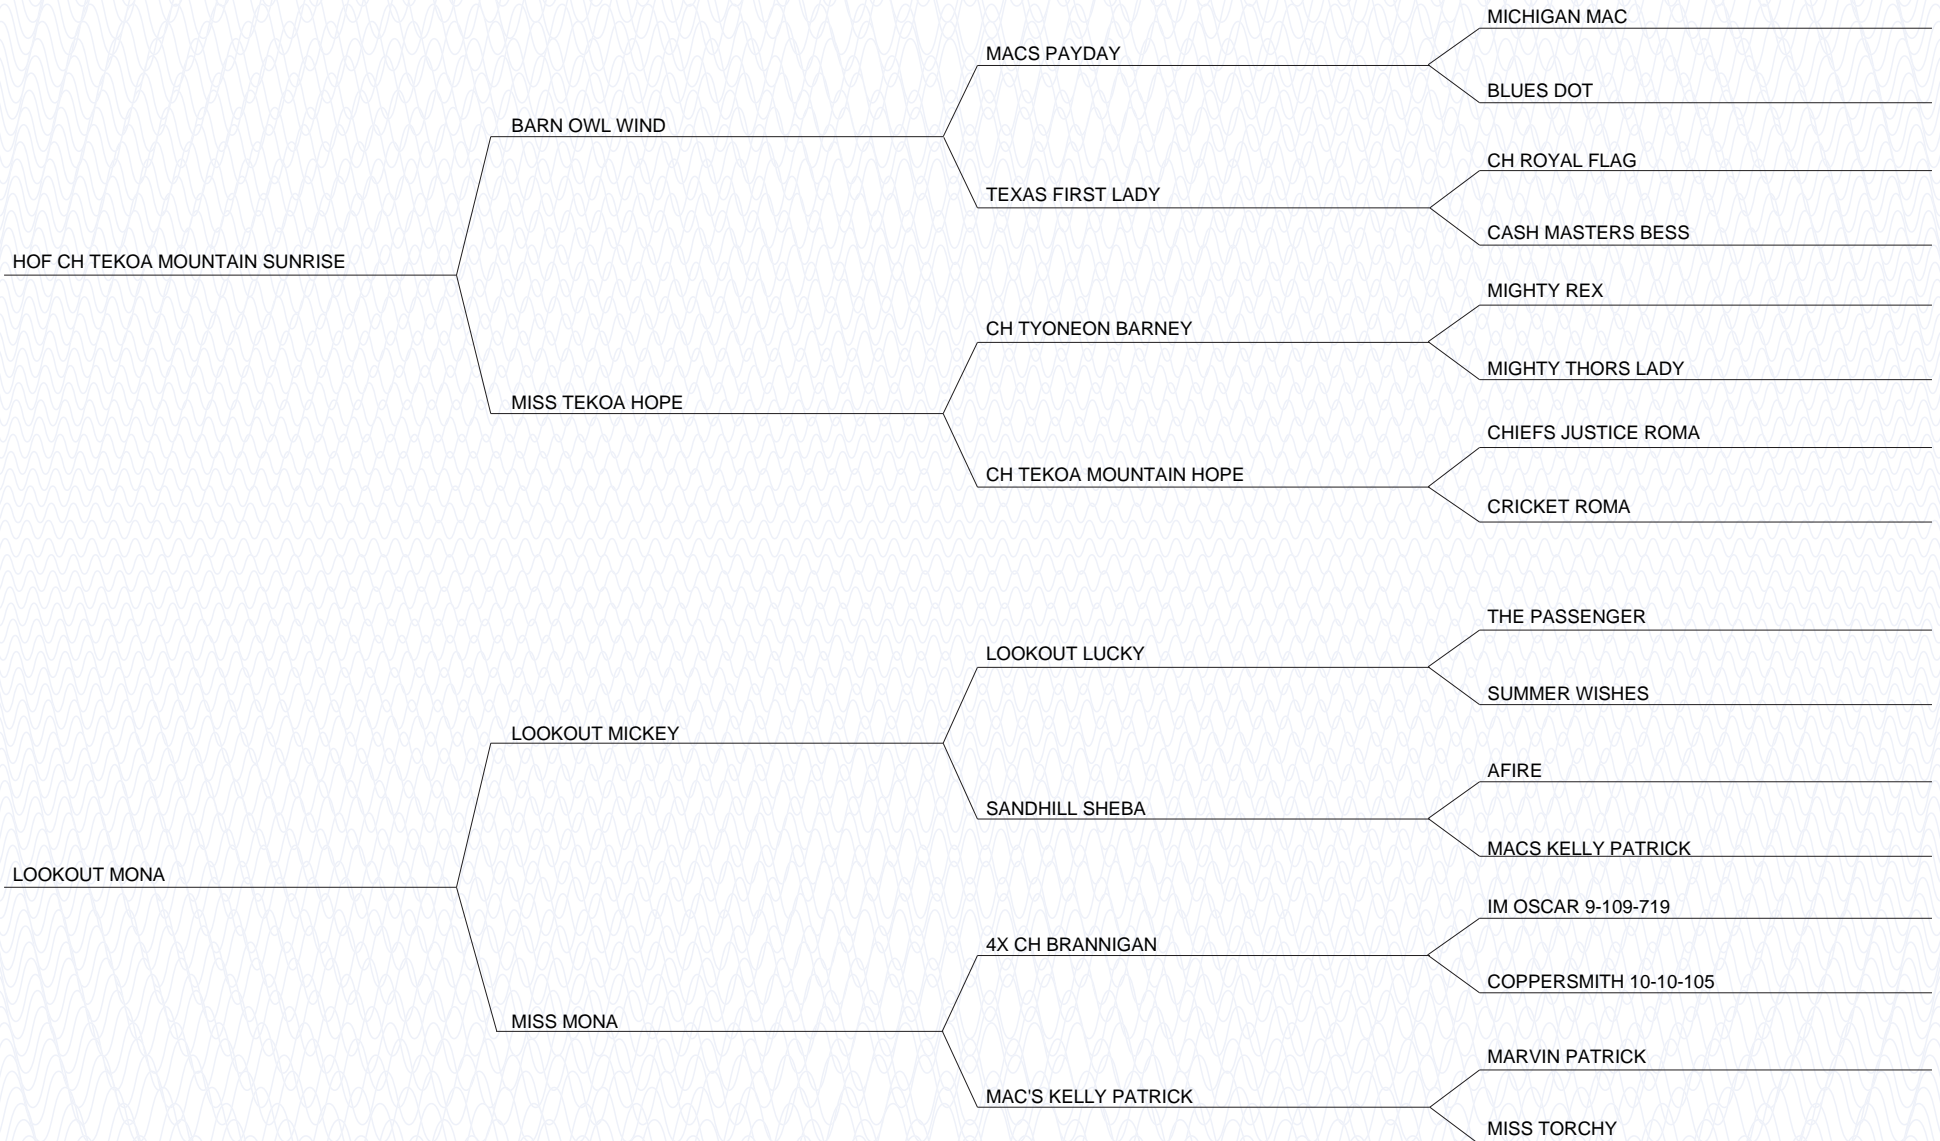 MICHIGAN MAC
MACS PAYDAY
BLUES DOT
BARN OWL WIND
CH ROYAL FLAG
TEXAS FIRST LADY
CASH MASTERS BESS
HOF CH TEKOA MOUNTAIN SUNRISE
MIGHTY REX
CH TYONEON BARNEY
MIGHTY THORS LADY
MISS TEKOA HOPE
CHIEFS JUSTICE ROMA
CH TEKOA MOUNTAIN HOPE
CRICKET ROMA
THE PASSENGER
LOOKOUT LUCKY
SUMMER WISHES
LOOKOUT MICKEY
AFIRE
SANDHILL SHEBA
MACS KELLY PATRICK
LOOKOUT MONA
IM OSCAR 9-109-719
4X CH BRANNIGAN
COPPERSMITH 10-10-105
MISS MONA
MARVIN PATRICK
MAC'S KELLY PATRICK
MISS TORCHY